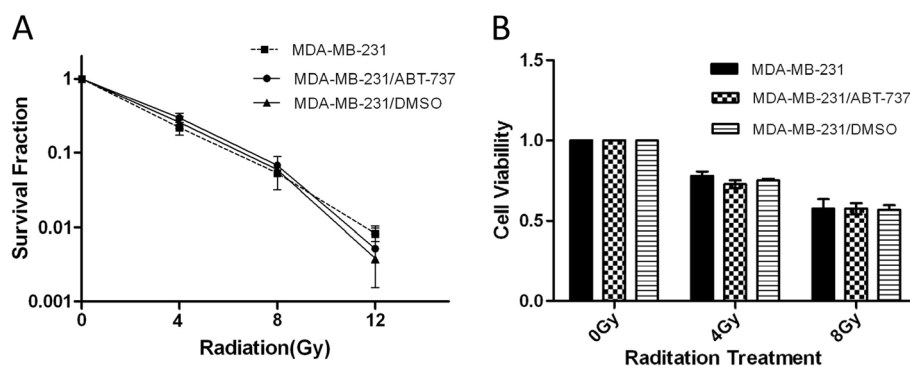 A
MDA-MB-231
MDA-MB-231/ABT-737
MDA-MB-231/DMSO
Survival Fraction
1
0.1
0.01
0.001
0 4 8 12
Radiation(Gy)
B
MDA-MB-231
MDA-MB-231/ABT-737
MDA-MB-231/DMSO
Cell Viabillity
1.5
1.0
0.5
0.0
0Gy 4Gy 8Gy
Raditation Treatment